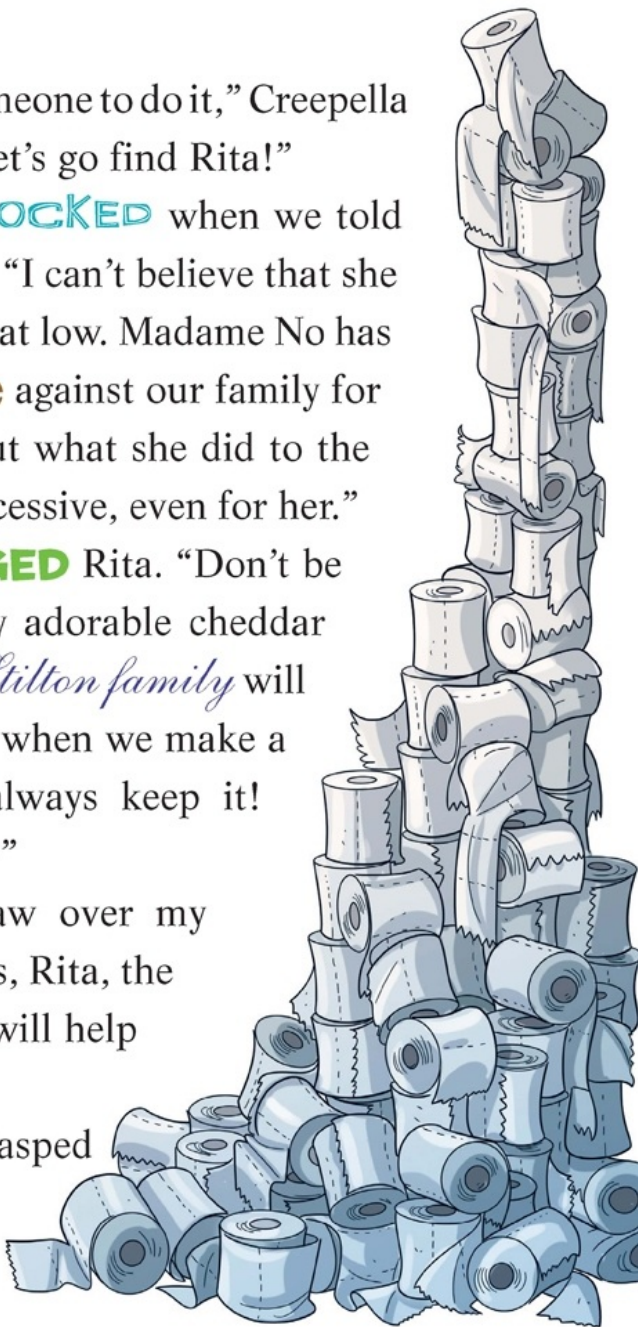 neone to do it,” Creepella
et’s go find Rita!”
OCKED when we told
“I can’t believe that she
at low. Madame No has
e against our family for
ut what she did to the
cessive, even for her.”
GED Rita. “Don’t be
y adorable cheddar
tilton family will
when we make a
lways keep it!
”
aw over my
s, Rita, the
will help
asped